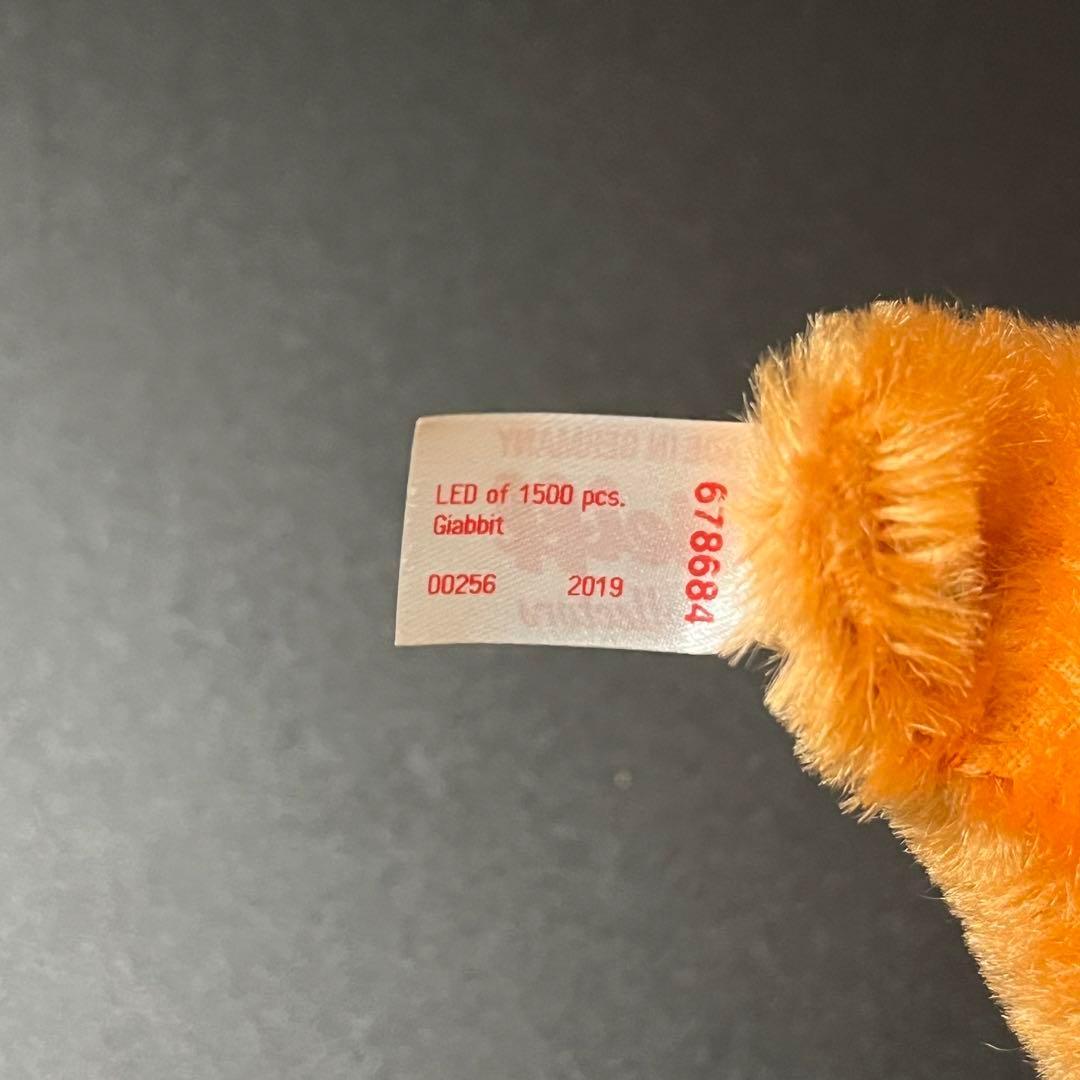 LED of 1500 pcs.
Giabbit
00256 2019
678684